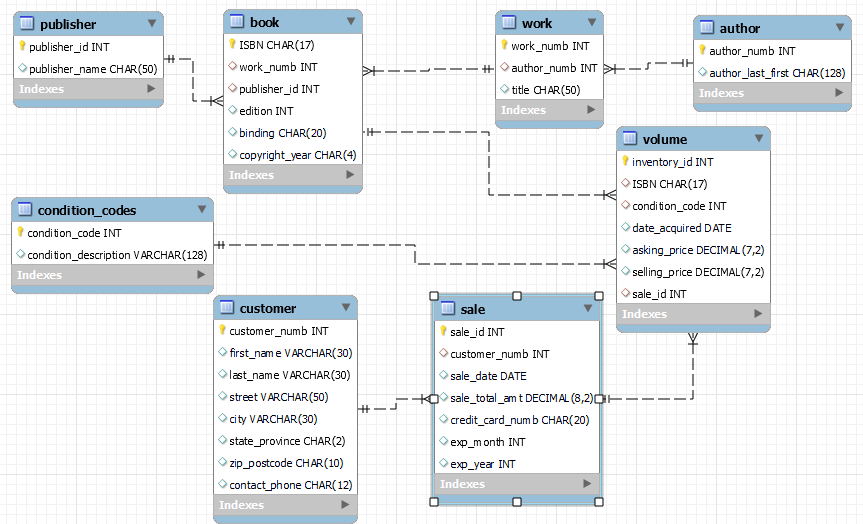 publisher
publisher_id INT
publisher_name CHAR(50)
Indexes
book
ISBN CHAR(17)
work_numb INT
publisher_id INT
edition INT
binding CHAR(20)
copyright_year CHAR(4)
Indexes
work
work_numb INT
author_numb INT
title CHAR(50)
Indexes
author
author_numb INT
author_last_first CHAR(128)
Indexes
volume
inventory_id INT
ISBN CHAR(17)
condition_code INT
date_acquired DATE
asking_price DECIMAL(7,2)
selling_price DECIMAL(7,2)
sale_id INT
Indexes
condition_codes
condition_code INT
condition_description VARCHAR(128)
Indexes
customer
customer_numb INT
first_name VARCHAR(30)
last_name VARCHAR(30)
street VARCHAR(50)
city VARCHAR(30)
state_province CHAR(2)
zip_postcode CHAR(10)
contact_phone CHAR(12)
Indexes
sale
sale_id INT
customer_numb INT
sale_date DATE
sale_total_amt DECIMAL(8,2)
credit_card_numb CHAR(20)
exp_month INT
exp_year INT
Indexes